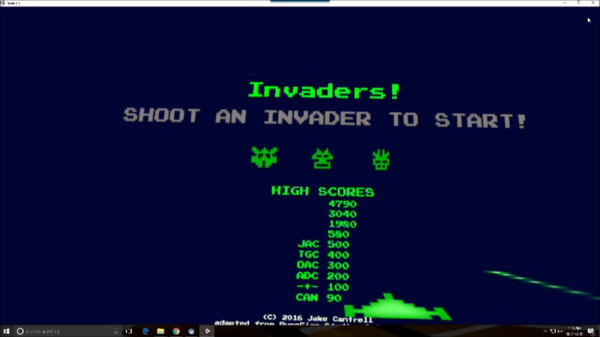 Invaders!
SHOOT AN INVADER TO START!
HIGH SCORES
4790
3040
1980
580
JAC 500
TGC 400
OAC 300
ADC 200
-+- 100
CAN 90
(C) 2016 Jake Cantrell
adapted from